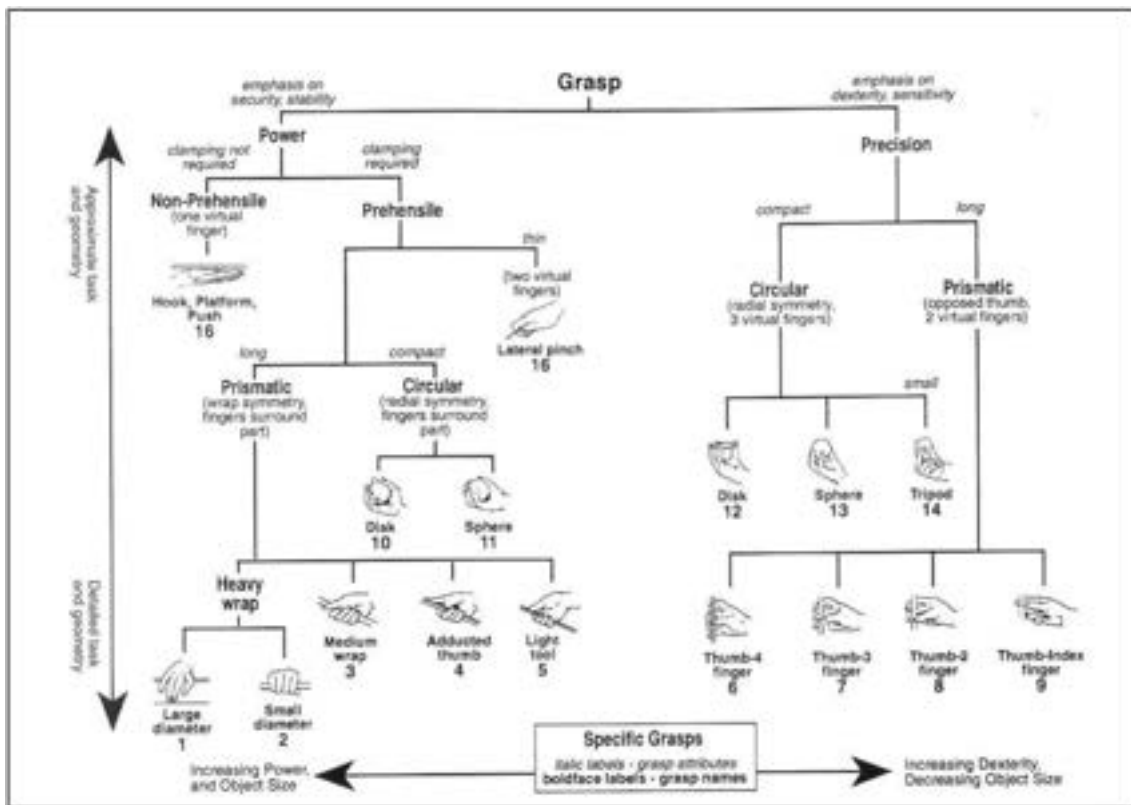 Grasp
emphasis on
security, stability
emphasis on
dexterity, sensitivity
Power
Precision
clamping not
required
clamping
required
Non-Prehensile
(one virtual
finger)
Prehensile
Hook, Platform,
Push
16
thin
(two virtual
fingers)
Lateral pinch
16
long
compact
Prismatic
(wrap symmetry,
fingers surround
part)
Circular
(radial symmetry,
fingers surround
part)
Disk
10
Sphere
11
Heavy
wrap
Large
diameter
1
Small
diameter
2
Medium
wrap
3
Adducted
thumb
4
Light
tool
5
compact
long
Circular
(radial symmetry,
3 virtual fingers)
Prismatic
(opposed thumb,
2 virtual fingers)
small
Disk
12
Sphere
13
Tripod
14
Thumb-4
finger
6
Thumb-3
finger
7
Thumb-2
finger
8
Thumb-Index
finger
9
Approximate task
and geometry
Detailed task
and geometry
Increasing Power,
and Object Size
Specific Grasps
italic labels - grasp attributes
boldface labels - grasp names
Increasing Dexterity,
Decreasing Object Size